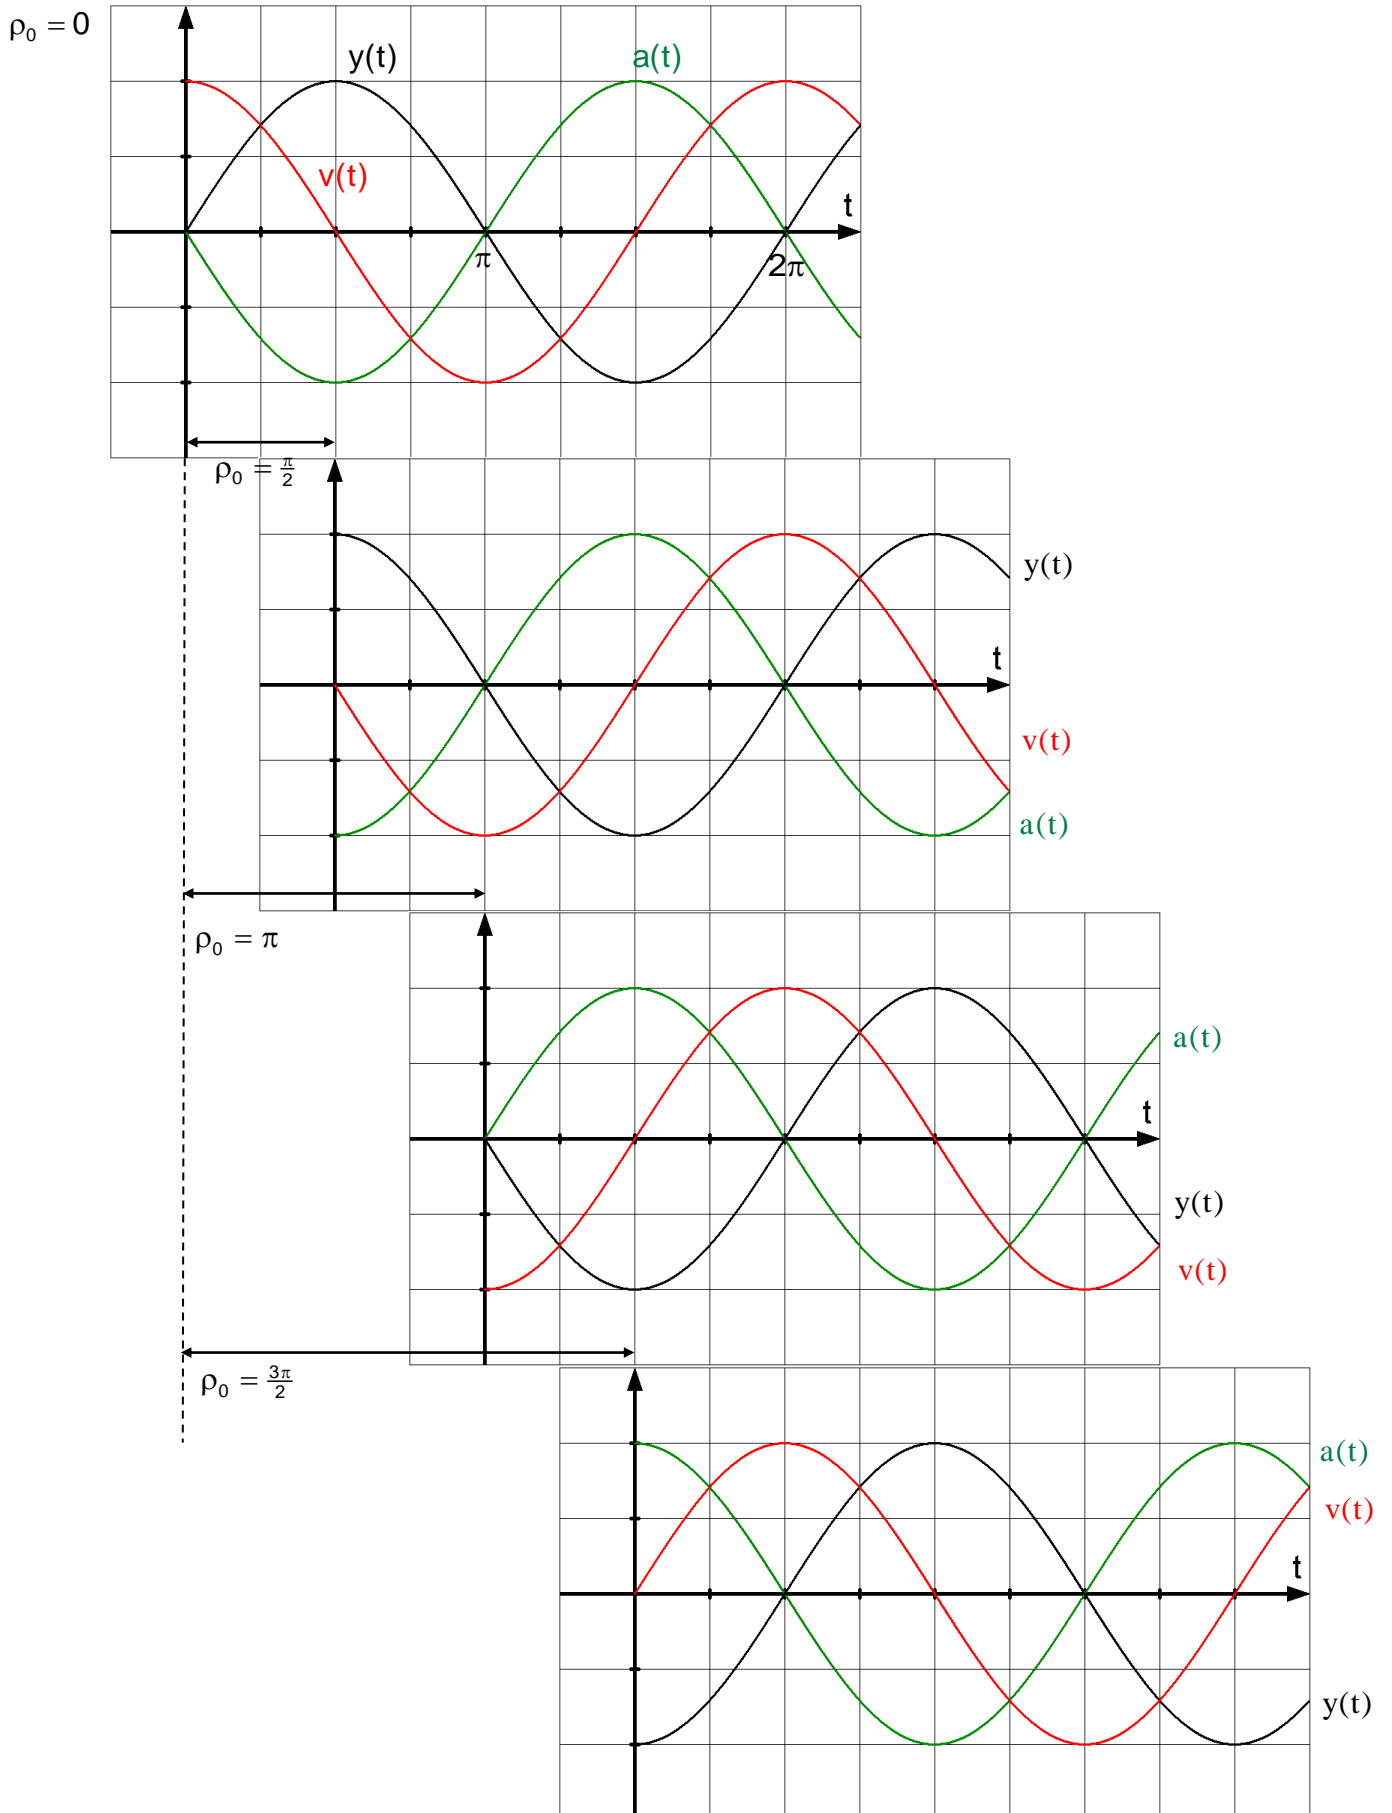 ρ₀ = 0
y(t)
a(t)
v(t)
t
π
2π
ρ₀ = π/2
y(t)
t
v(t)
a(t)
ρ₀ = π
a(t)
t
y(t)
v(t)
ρ₀ = 3π/2
a(t)
v(t)
t
y(t)